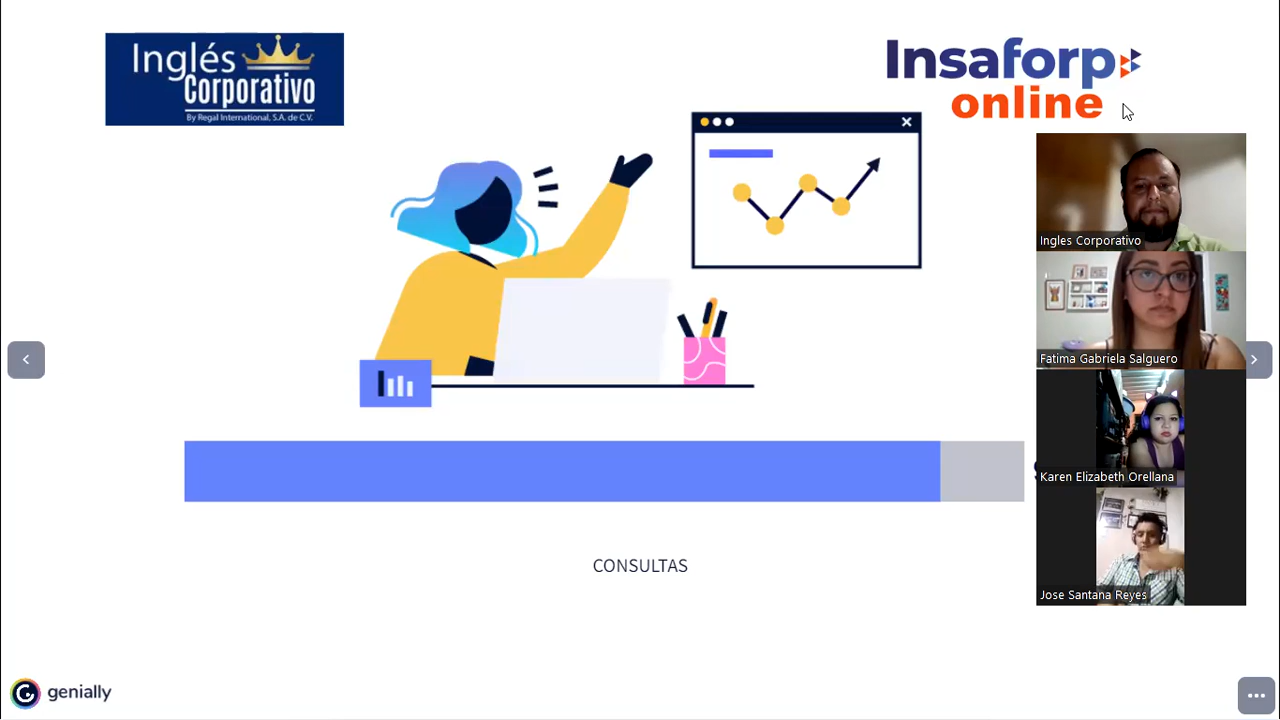 Inglés
Corporativo
By Regal International, S.A. de C.V.
Insaforp
online
Ingles Corporativo
Fatima Gabriela Salguero
Karen Elizabeth Orellana
Jose Santana Reyes
CONSULTAS
genially